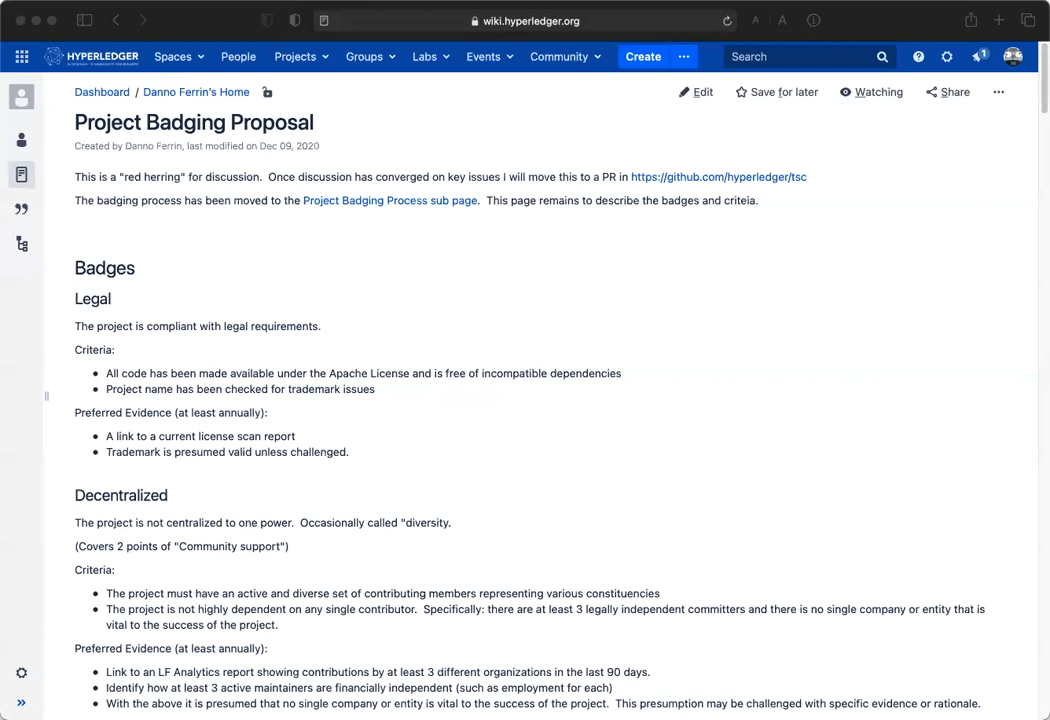 wiki.hyperledger.org
A A
HYPERLEDGER
Spaces People Projects Groups Labs Events Community Create ... Search 1
Dashboard / Danno Ferrin's Home
Edit Save for later Watching Share ...
Project Badging Proposal
Created by Danno Ferrin, last modified on Dec 09, 2020
This is a "red herring" for discussion. Once discussion has converged on key issues I will move this to a PR in https://github.com/hyperledger/tsc
The badging process has been moved to the Project Badging Process sub page. This page remains to describe the badges and criteia.
Badges
Legal
The project is compliant with legal requirements.
Criteria:
• All code has been made available under the Apache License and is free of incompatible dependencies
• Project name has been checked for trademark issues
Preferred Evidence (at least annually):
• A link to a current license scan report
• Trademark is presumed valid unless challenged.
Decentralized
The project is not centralized to one power. Occasionally called "diversity.
(Covers 2 points of "Community support")
Criteria:
• The project must have an active and diverse set of contributing members representing various constituencies
• The project is not highly dependent on any single contributor. Specifically: there are at least 3 legally independent committers and there is no single company or entity that is
vital to the success of the project.
Preferred Evidence (at least annually):
• Link to an LF Analytics report showing contributions by at least 3 different organizations in the last 90 days.
• Identify how at least 3 active maintainers are financially independent (such as employment for each)
• With the above it is presumed that no single company or entity is vital to the success of the project. This presumption may be challenged with specific evidence or rationale.